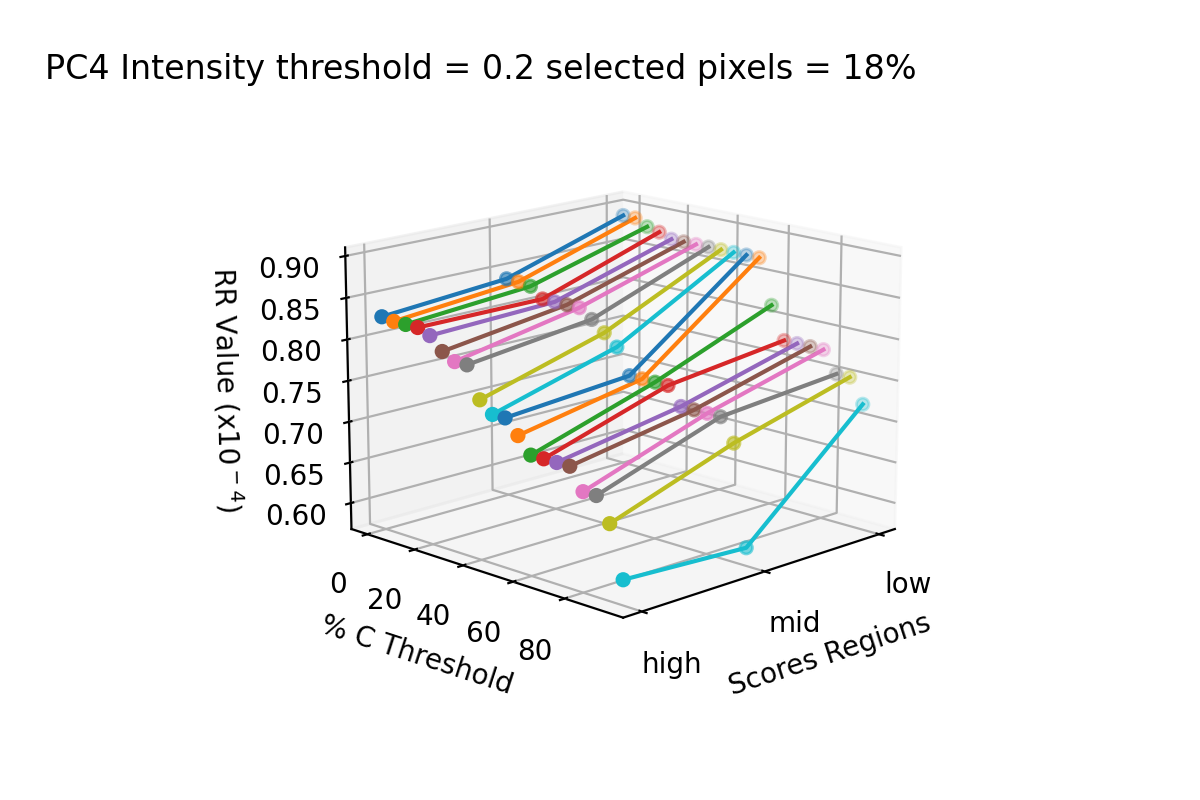 PC4 Intensity threshold = 0.2 selected pixels = 18%
RR Value (x10⁻⁴)
0.90
0.85
0.80
0.75
0.70
0.65
0.60
0
20
40
60
80
% C Threshold
low
mid
high
Scores Regions